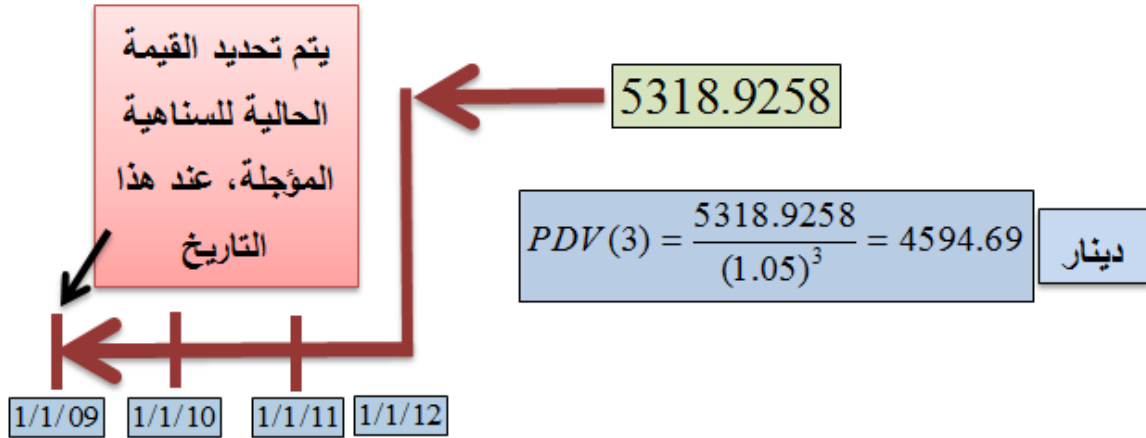 يتم تحديد القيمة
الحالية للسناهية
المؤجلة، عند هذا
التاريخ
5318.9258
PDV(3) = 5318.9258 / (1.05)^3 = 4594.69 دينار
1/1/09 1/1/10 1/1/11 1/1/12